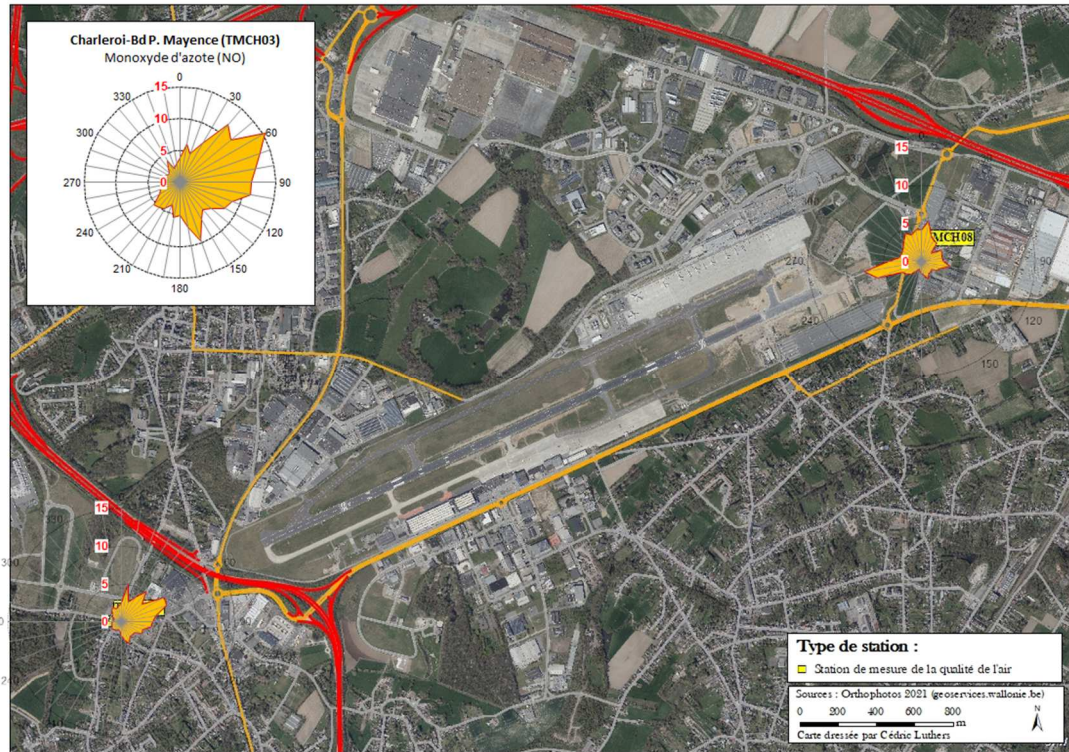 Charleroi-Bd P. Mayence (TMCH03)
Monoxyde d'azote (NO)
0
330
30
15
10
300
60
5
270
0
90
240
120
210
150
180
15
10
5
MCH08
0
270
90
240
120
150
15
10
5
0
Type de station :
Station de mesure de la qualité de l'air
Sources : Orthophotos 2021 (geoservices.wallonie.be)
0 200 400 600 800
m
N
Carte dressée par Cédric Luthers